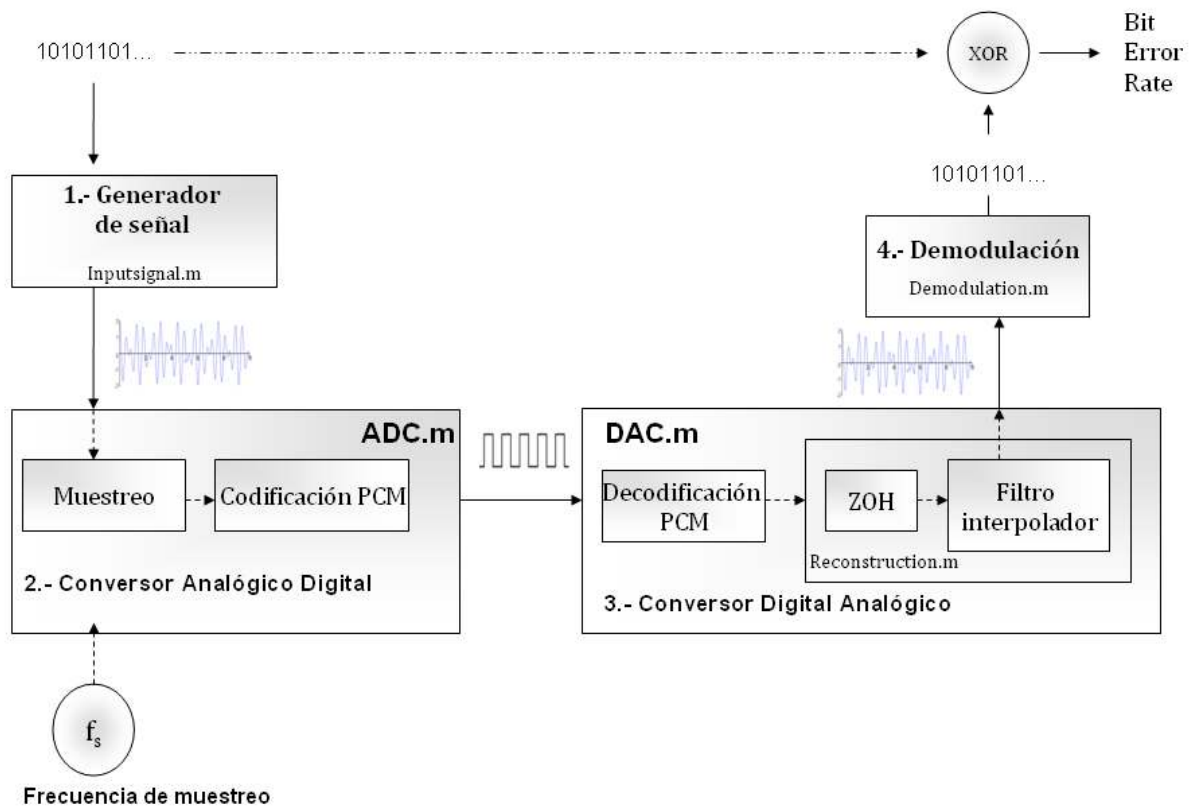 10101101...
XOR
Bit
Error
Rate
1.- Generador
de señal
Inputsignal.m
10101101...
4.- Demodulación
Demodulation.m
ADC.m
Muestreo
Codificación PCM
2.- Conversor Analógico Digital
DAC.m
Decodificación
PCM
ZOH
Filtro
interpolador
Reconstruction.m
3.- Conversor Digital Analógico
fs
Frecuencia de muestreo